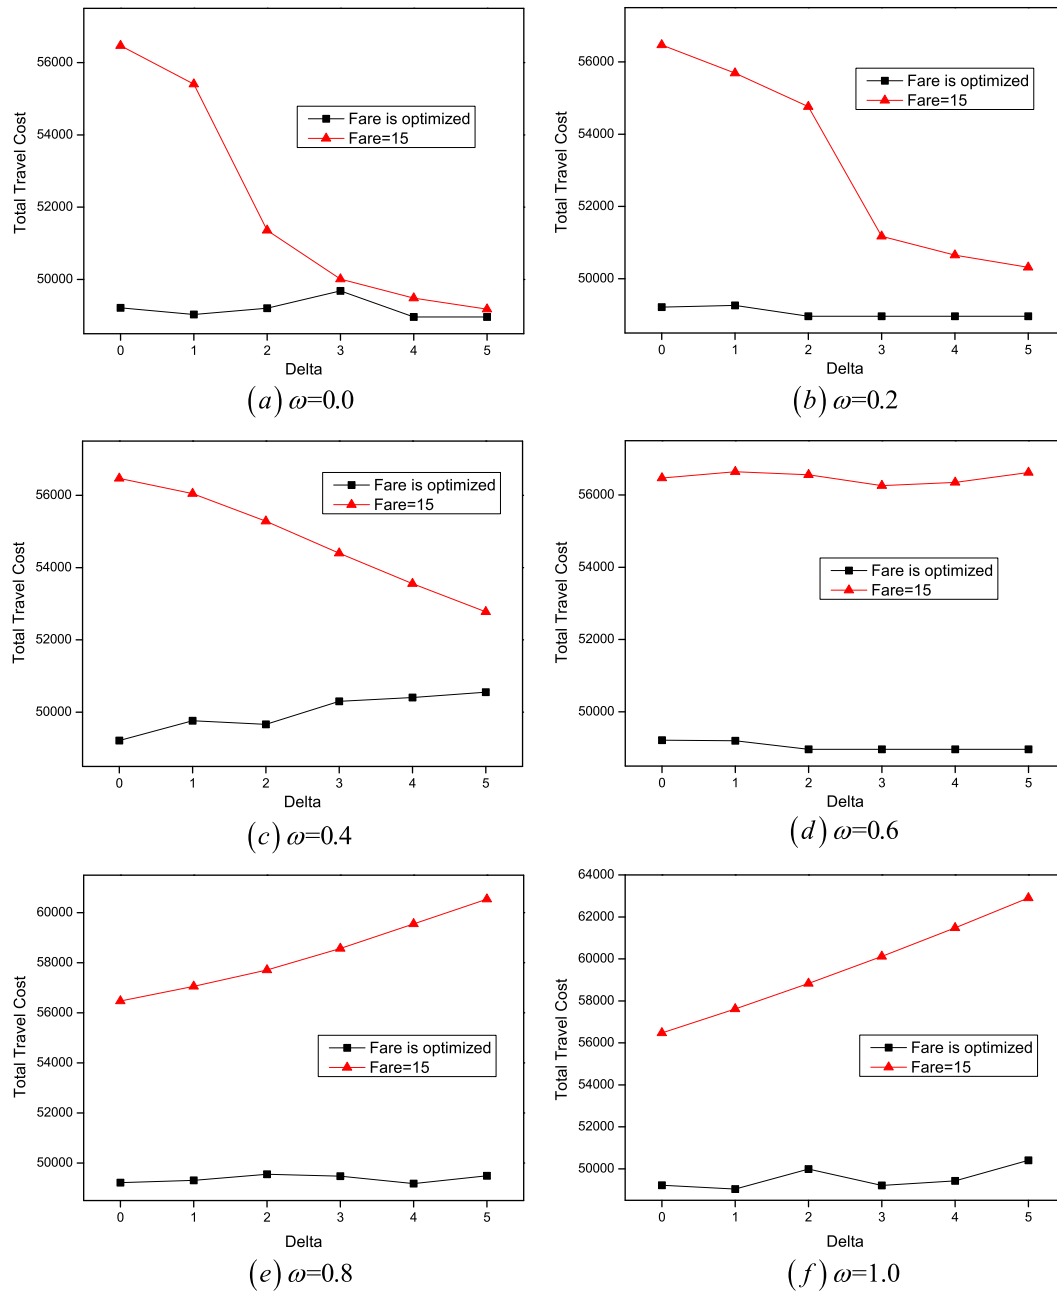 56000
54000
52000
50000
Total Travel Cost
Fare is optimized
Fare=15
0 1 2 3 4 5
Delta
(a) ω=0.0
56000
54000
52000
50000
Total Travel Cost
Fare is optimized
Fare=15
0 1 2 3 4 5
Delta
(b) ω=0.2
56000
54000
52000
50000
Total Travel Cost
Fare is optimized
Fare=15
0 1 2 3 4 5
Delta
(c) ω=0.4
56000
54000
52000
50000
Total Travel Cost
Fare is optimized
Fare=15
0 1 2 3 4 5
Delta
(d) ω=0.6
60000
58000
56000
54000
52000
50000
Total Travel Cost
Fare is optimized
Fare=15
0 1 2 3 4 5
Delta
(e) ω=0.8
64000
62000
60000
58000
56000
54000
52000
50000
Total Travel Cost
Fare is optimized
Fare=15
0 1 2 3 4 5
Delta
(f) ω=1.0